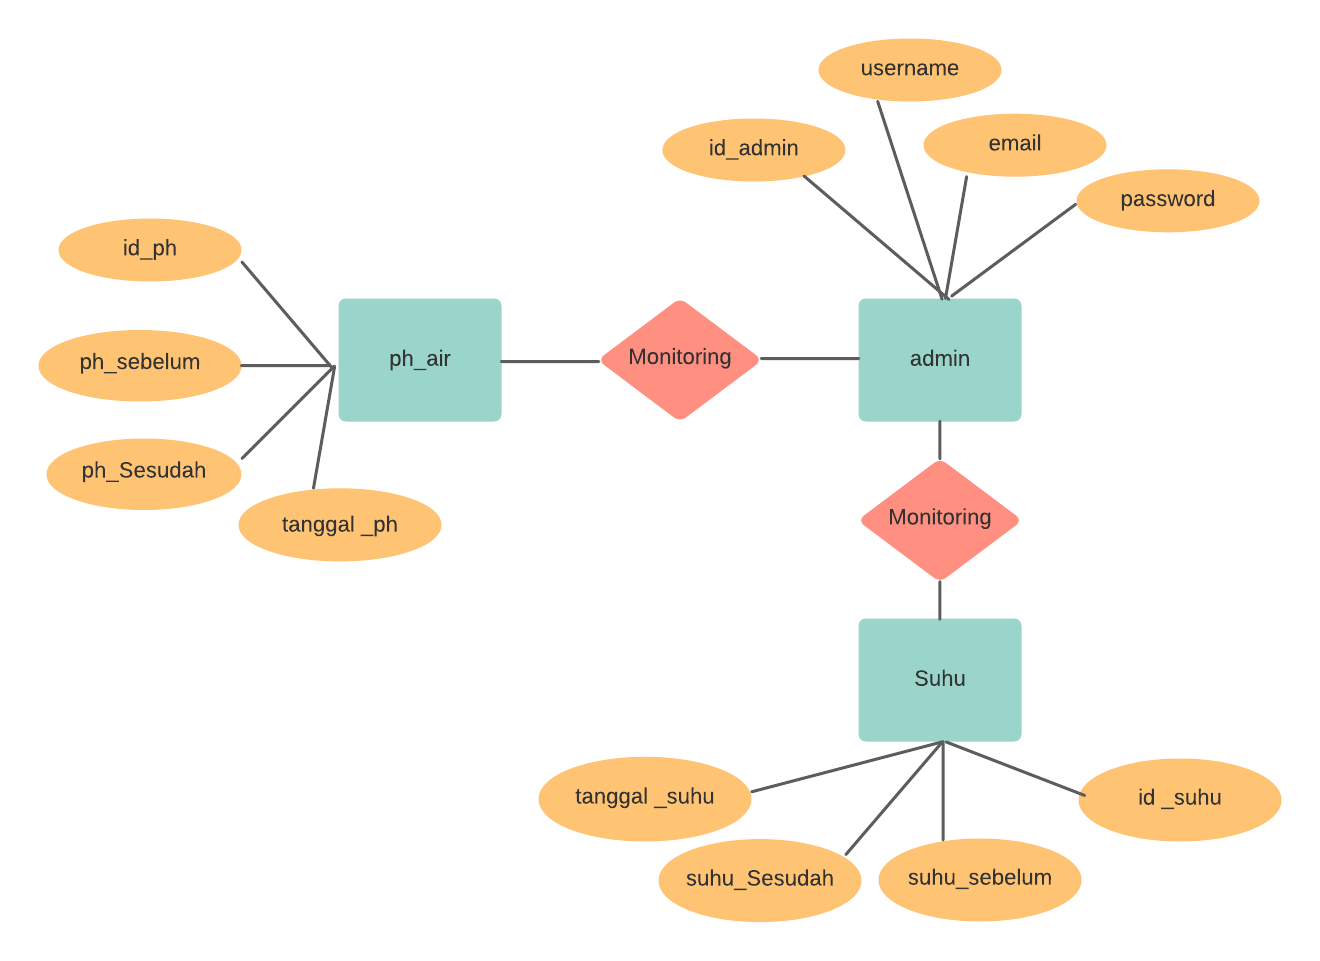 username
id_admin
email
password
id_ph
ph_sebelum
ph_air
Monitoring
admin
ph_Sesudah
tanggal _ph
Monitoring
Suhu
tanggal _suhu
id _suhu
suhu_Sesudah
suhu_sebelum